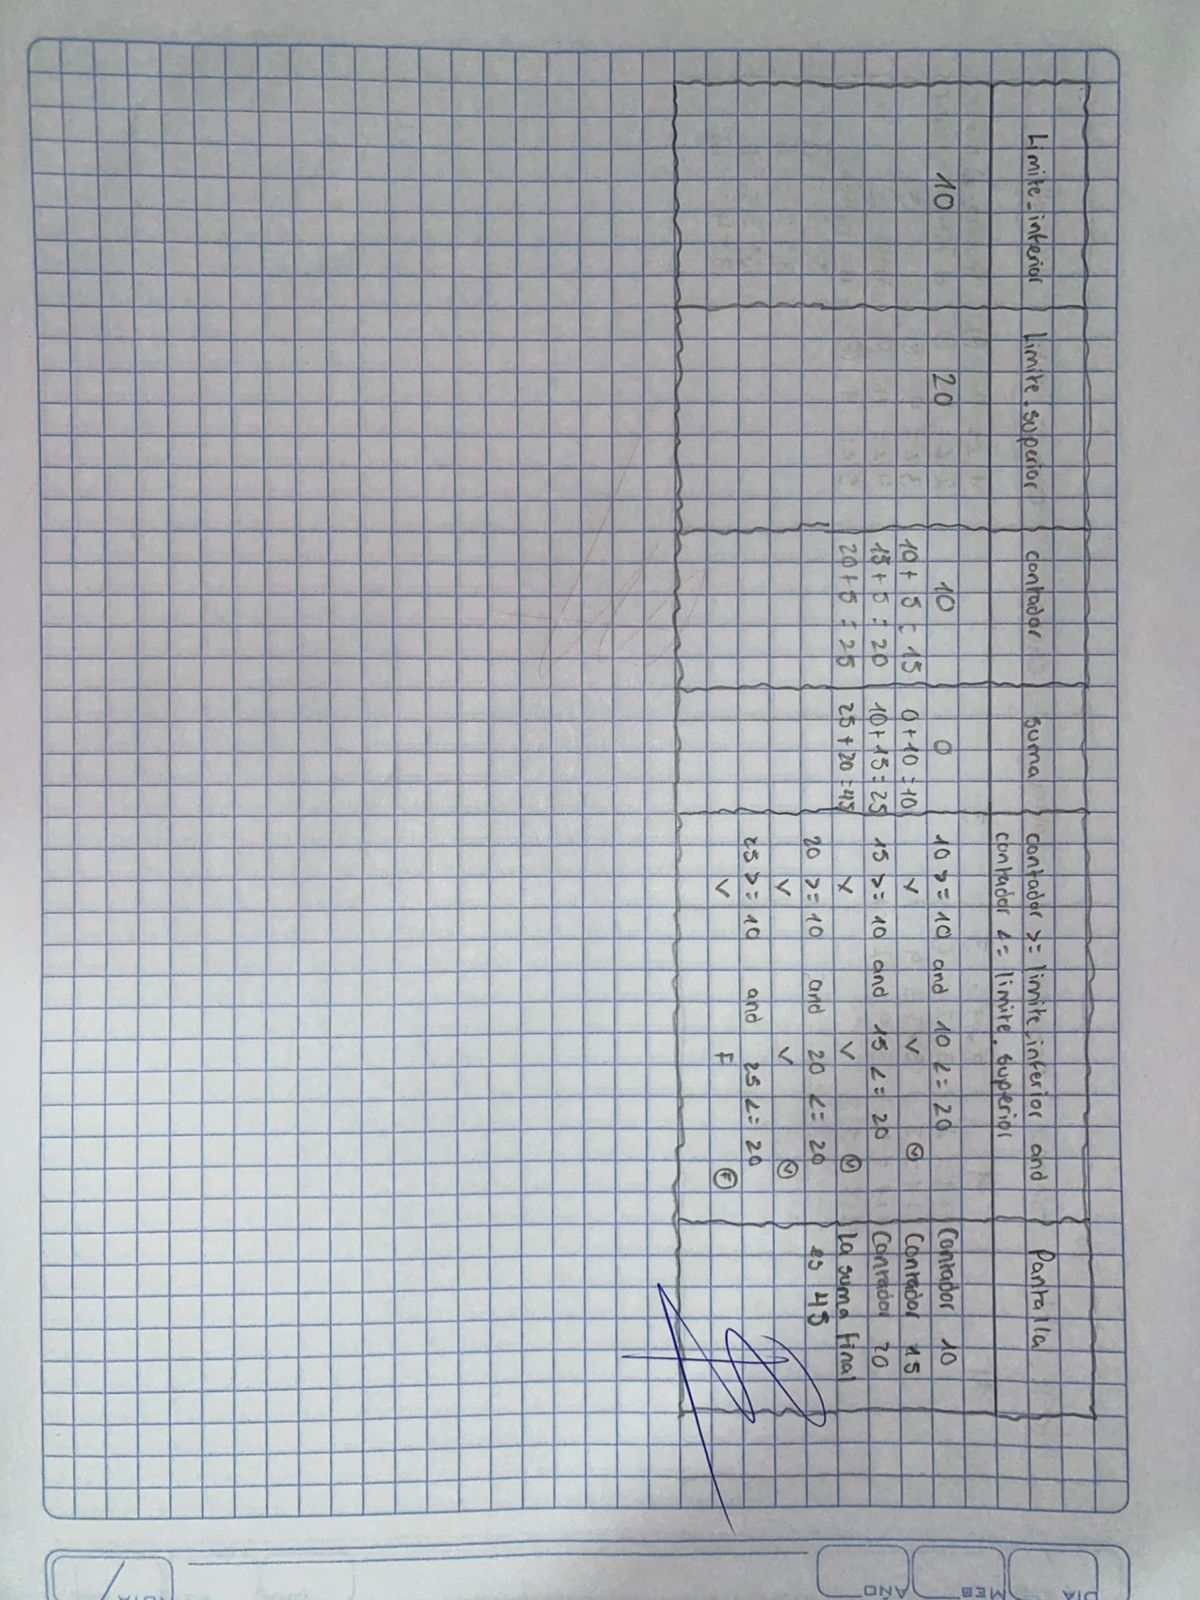 Limite_inferior Limite_superior contador suma contador >= limite_inferior and Pantalla
contador <= limite_superior
10 20 10 0 10 >= 10 and 10 <= 20 Contador 10
10 + 5 = 15 0 + 10 = 10 V V V Contador 15
15 + 5 = 20 10 + 15 = 25 15 >= 10 and 15 <= 20 Contador 20
20 + 5 = 25 25 + 20 = 45 V V V La suma final
20 >= 10 and 20 <= 20 es 45
V V V
25 >= 10 and 25 <= 20
V F F
DIA MES AÑO